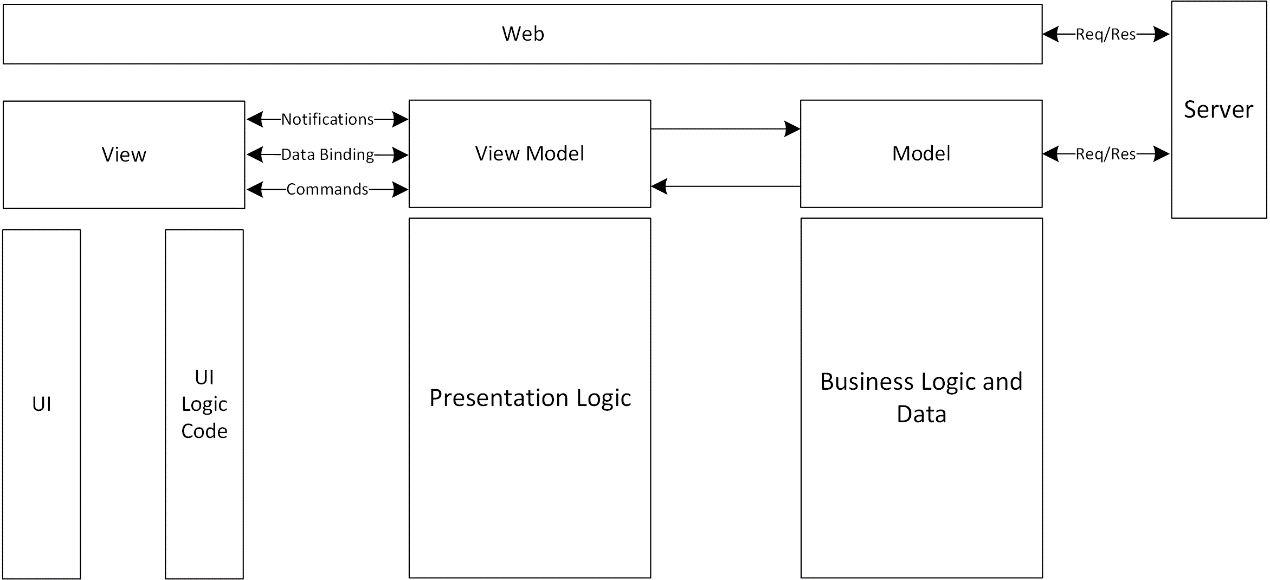 Web
Req/Res
Server
View
Notifications
Data Binding
Commands
View Model
Model
Req/Res
UI
UI
Logic
Code
Presentation Logic
Business Logic and
Data